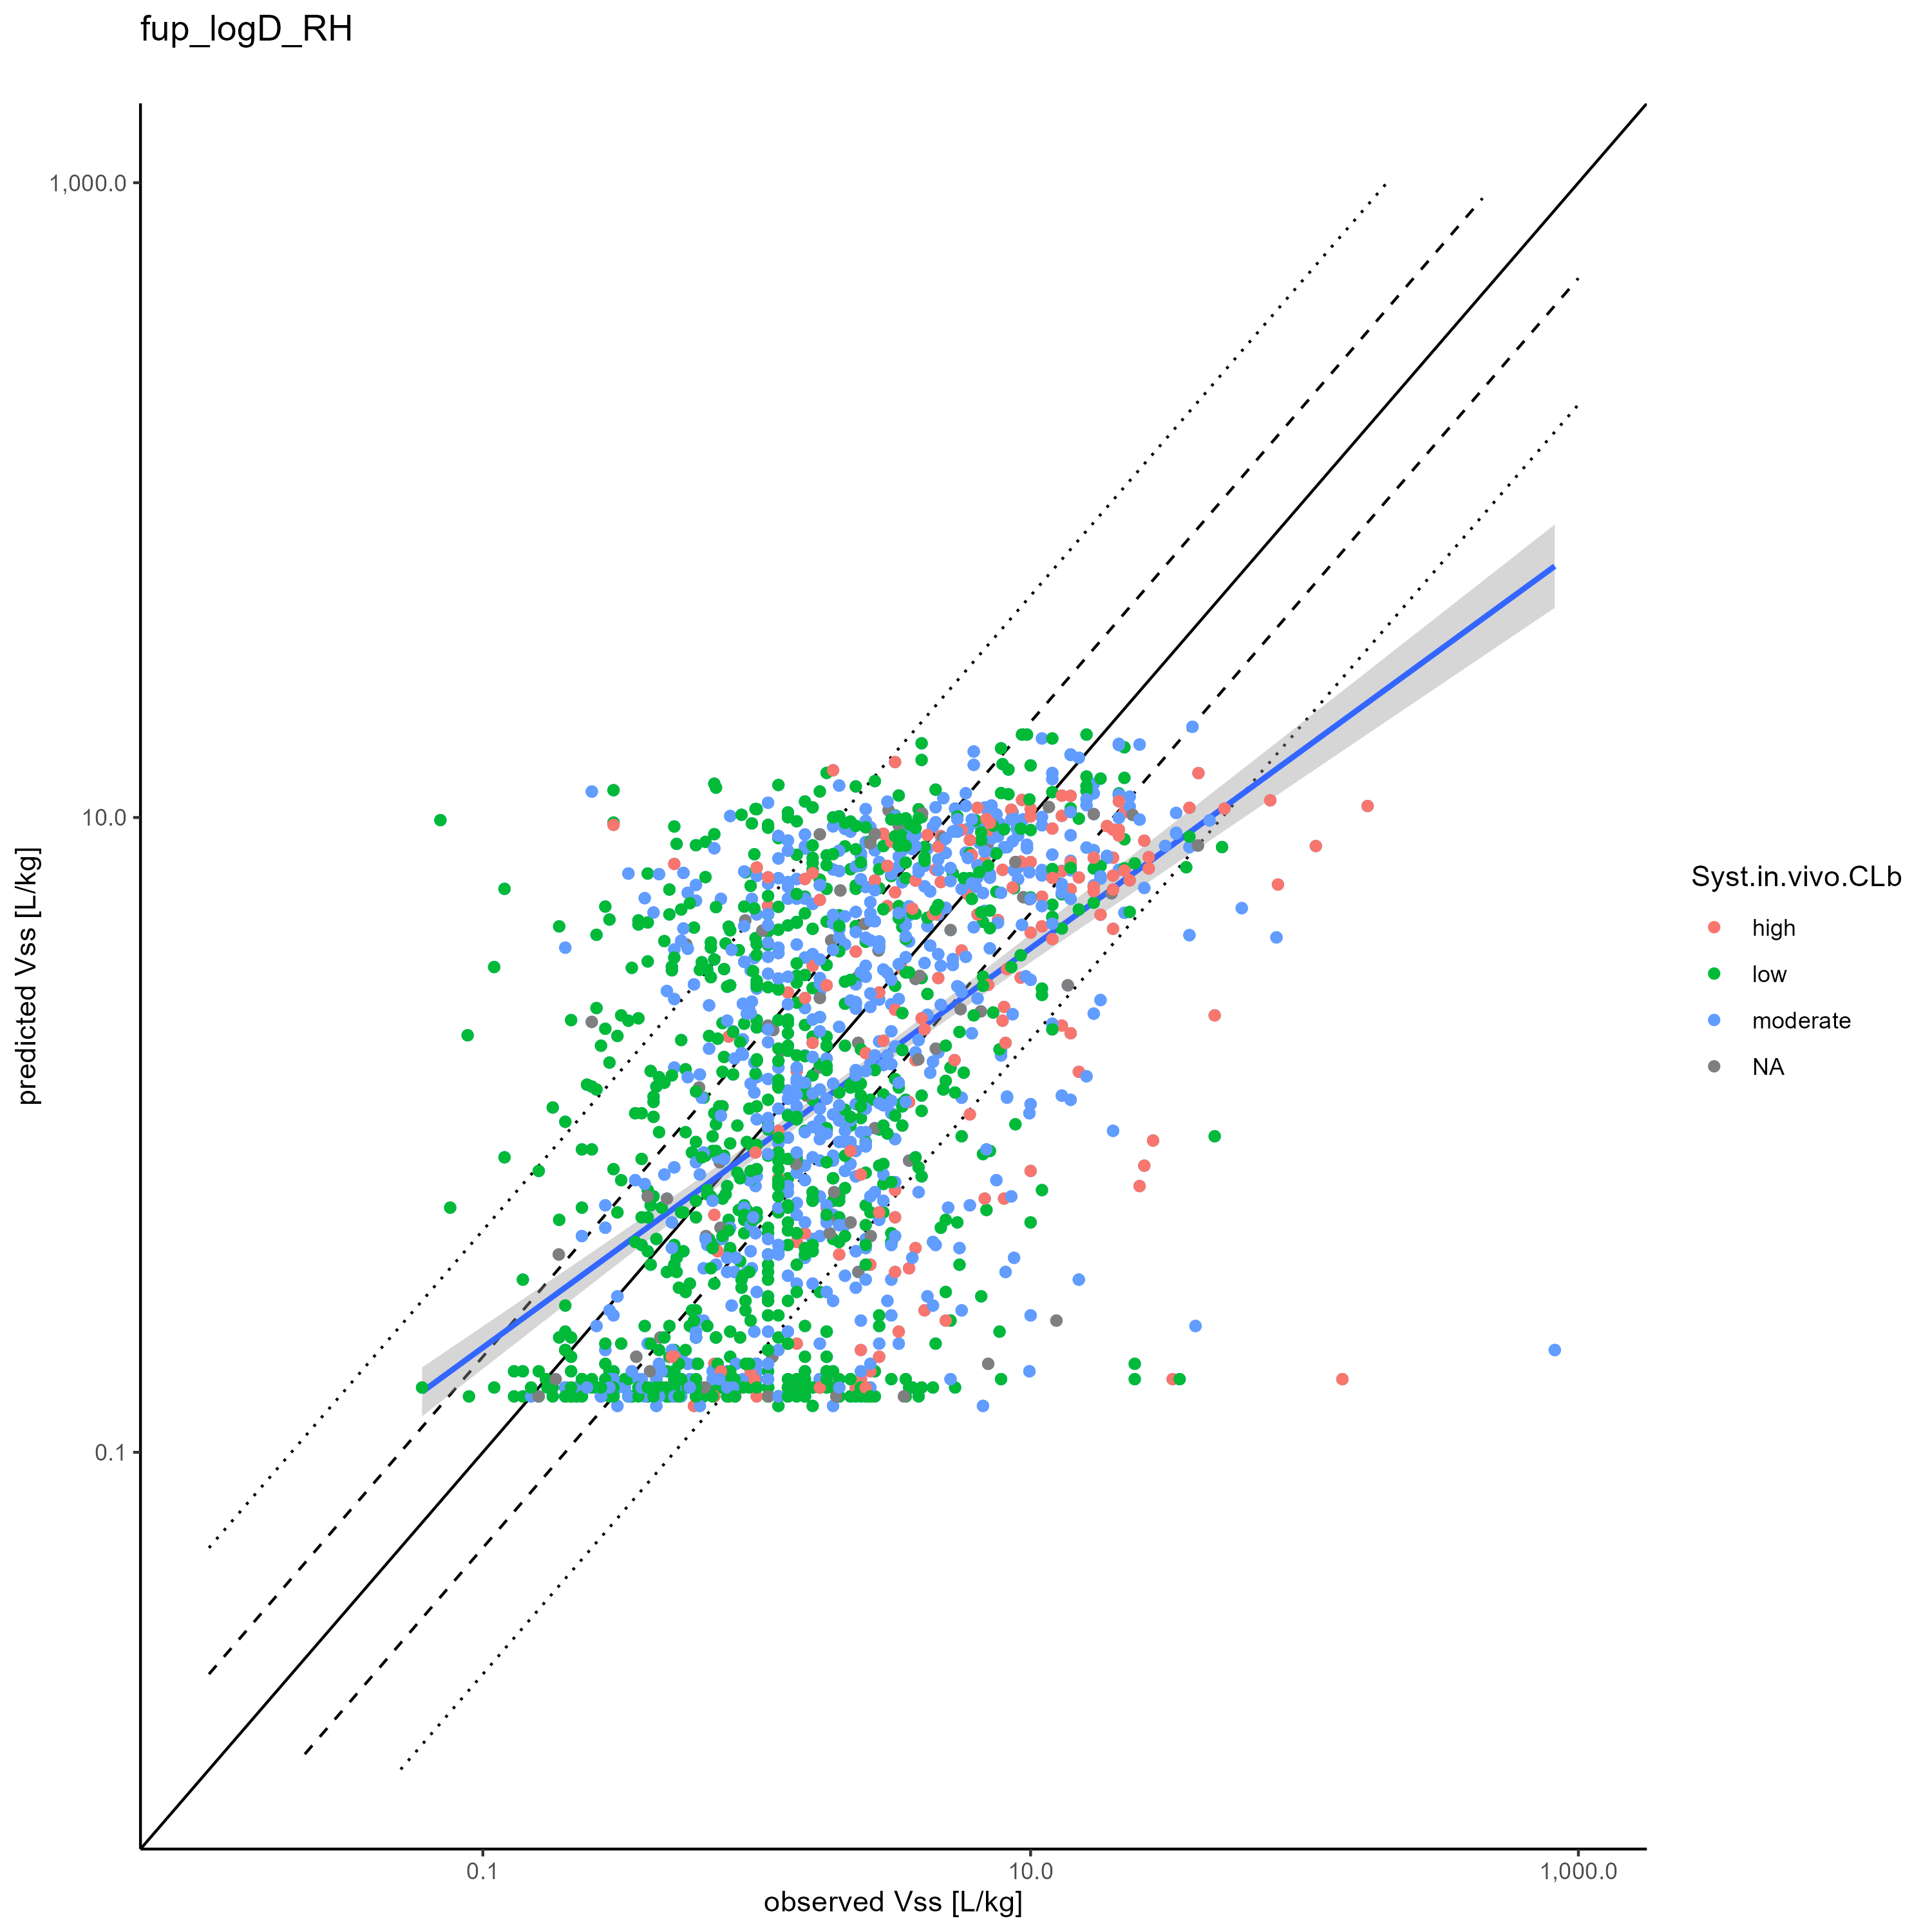 fup_logD_RH
1,000.0
10.0
0.1
predicted Vss [L/kg]
0.1
10.0
1,000.0
observed Vss [L/kg]
Syst.in.vivo.CLb
high
low
moderate
NA